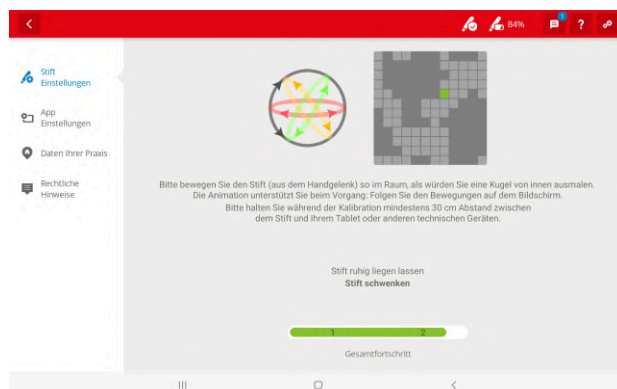 84%
1
?
Stift
Einstellungen
App
Einstellungen
Daten Ihrer Praxis
Rechtliche
Hinweise
Bitte bewegen Sie den Stift (aus dem Handgelenk) so im Raum, als würden Sie eine Kugel von innen ausmalen.
Die Animation unterstützt Sie beim Vorgang: Folgen Sie den Bewegungen auf dem Bildschirm.
Bitte halten Sie während der Kalibration mindestens 30 cm Abstand zwischen
dem Stift und Ihrem Tablet oder anderen technischen Geräten.
Stift ruhig liegen lassen
Stift schwenken
1 2
Gesamtfortschritt